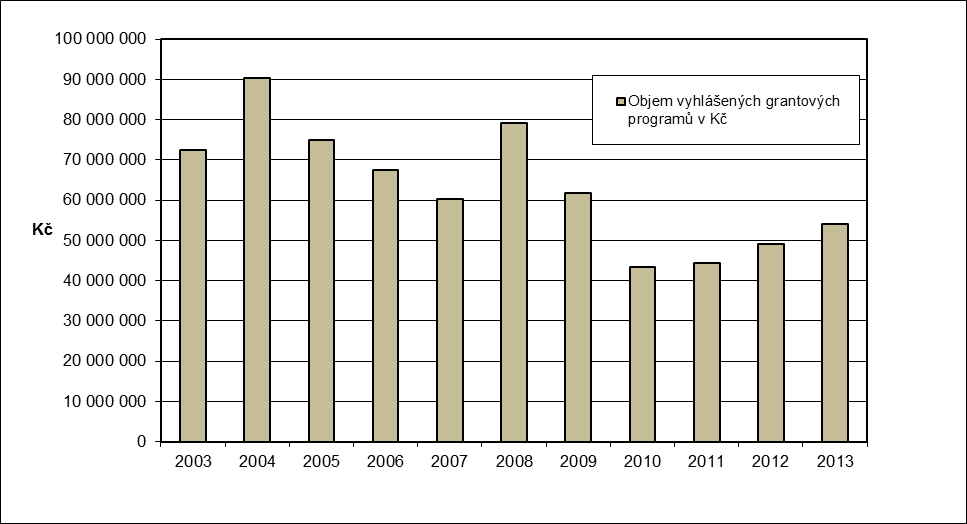 100 000 000
90 000 000
80 000 000
70 000 000
60 000 000
50 000 000
40 000 000
30 000 000
20 000 000
10 000 000
0
Kč
Objem vyhlášených grantových
programů v Kč
2003 2004 2005 2006 2007 2008 2009 2010 2011 2012 2013